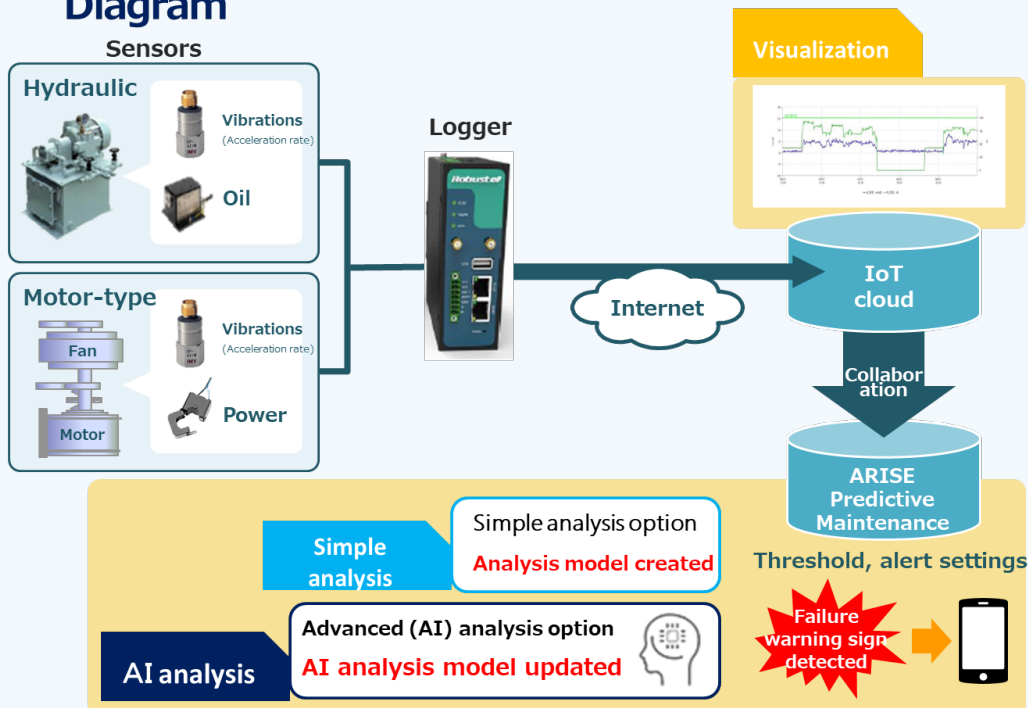 Diagram
Sensors
Hydraulic
Vibrations
(Acceleration rate)
Oil
Motor-type
Fan
Motor
Vibrations
(Acceleration rate)
Power
Logger
Robustel
Internet
Visualization
IoT
cloud
Collabor
ation
ARISE
Predictive
Maintenance
Threshold, alert settings
Failure
warning sign
detected
Simple
analysis
Simple analysis option
Analysis model created
AI analysis
Advanced (AI) analysis option
AI analysis model updated